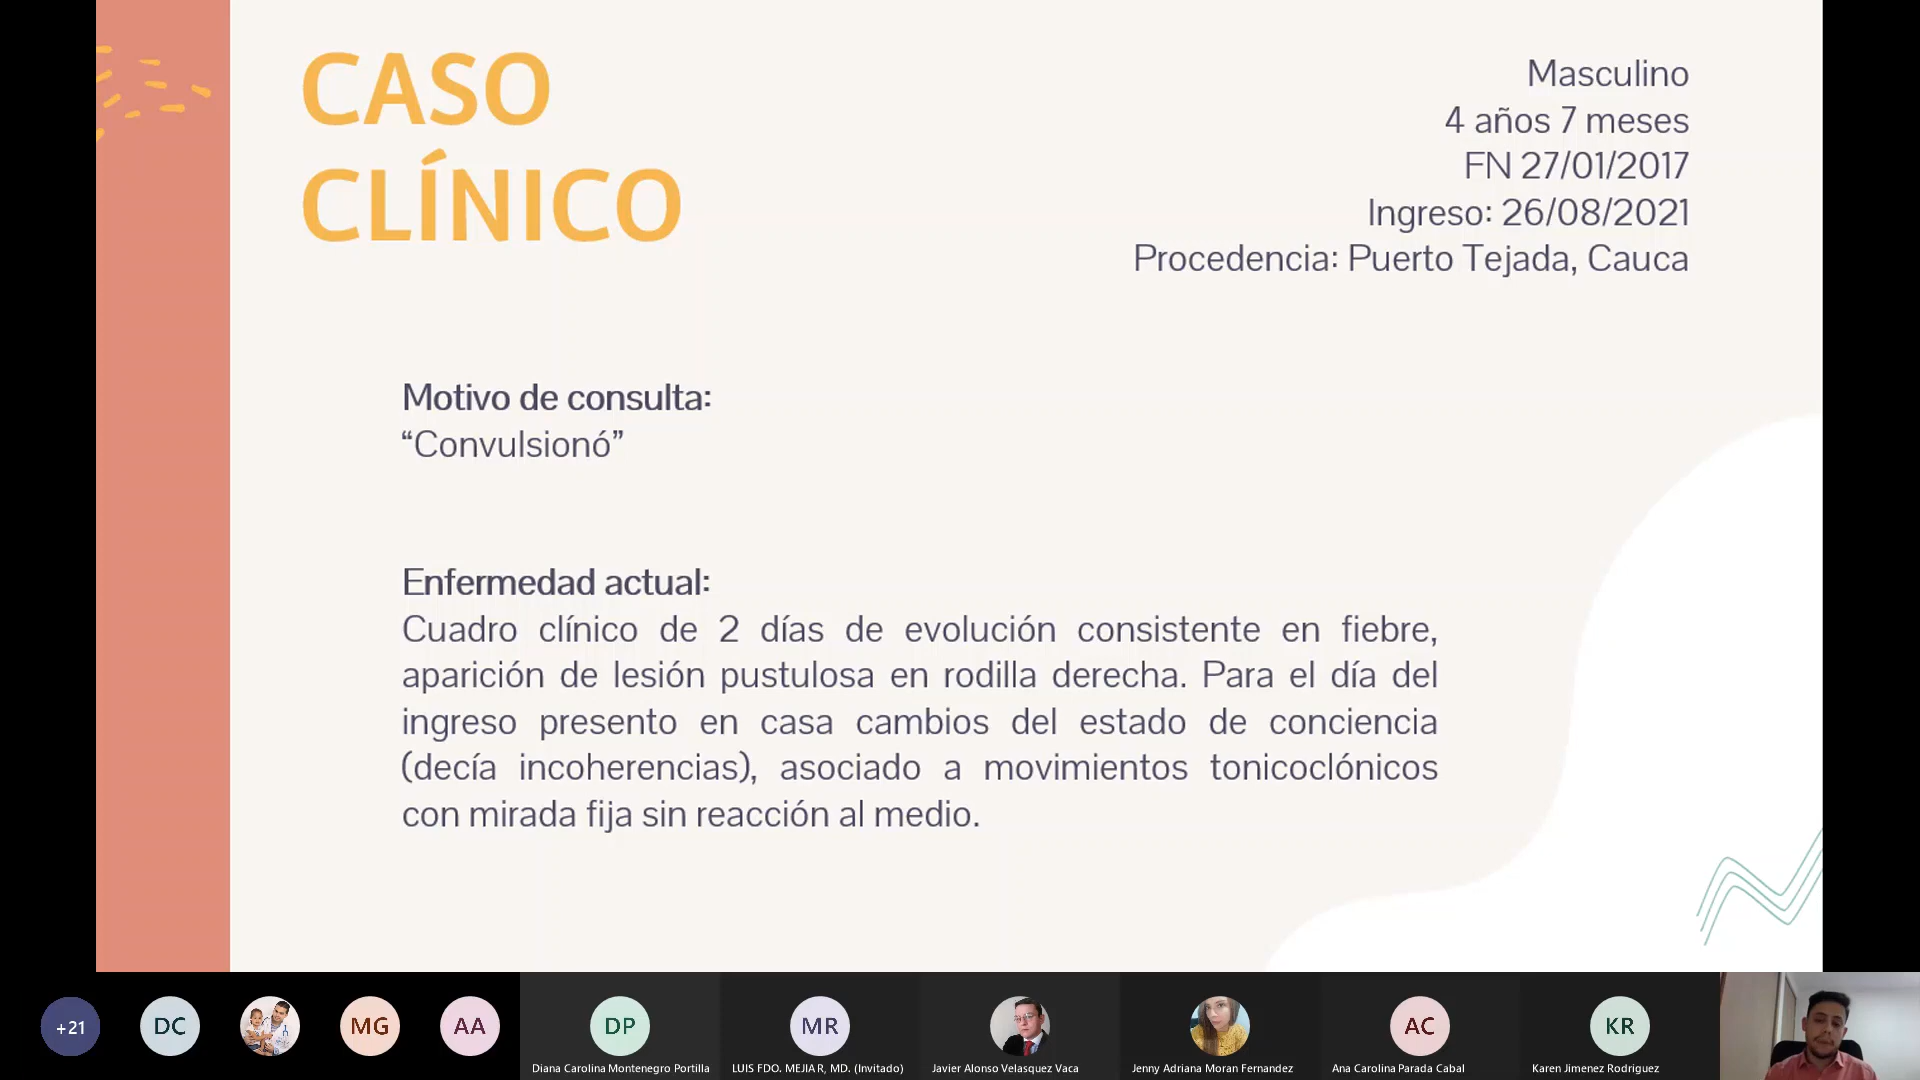 CASO
CLÍNICO
Masculino
4 años 7 meses
FN 27/01/2017
Ingreso: 26/08/2021
Procedencia: Puerto Tejada, Cauca
Motivo de consulta:
“Convulsionó”
Enfermedad actual:
Cuadro clínico de 2 días de evolución consistente en fiebre,
aparición de lesión pustulosa en rodilla derecha. Para el día del
ingreso presento en casa cambios del estado de conciencia
(decía incoherencias), asociado a movimientos tonicoclónicos
con mirada fija sin reacción al medio.
+21
DC
MG
AA
DP
MR
AC
KR
Diana Carolina Montenegro Portilla
LUIS FDO. MEJIA R, MD. (Invitado)
Javier Alonso Velasquez Vaca
Jenny Adriana Moran Fernandez
Ana Carolina Parada Cabal
Karen Jimenez Rodriguez